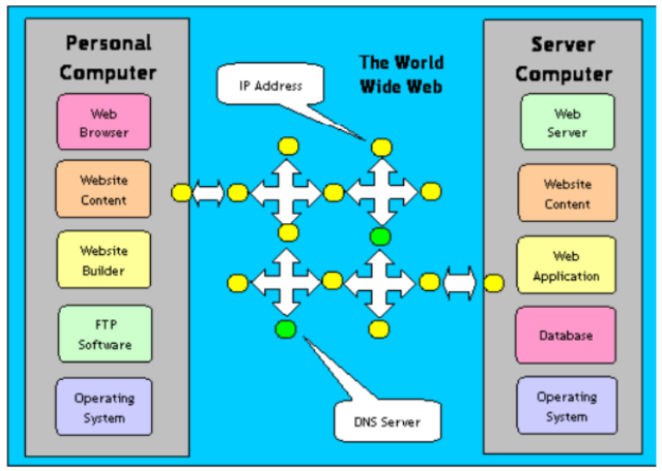 Personal
Computer
Web
Browser
Website
Content
Website
Builder
FTP
Software
Operating
System
IP Address
The World
Wide Web
DNS Server
Server
Computer
Web
Server
Website
Content
Web
Application
Database
Operating
System